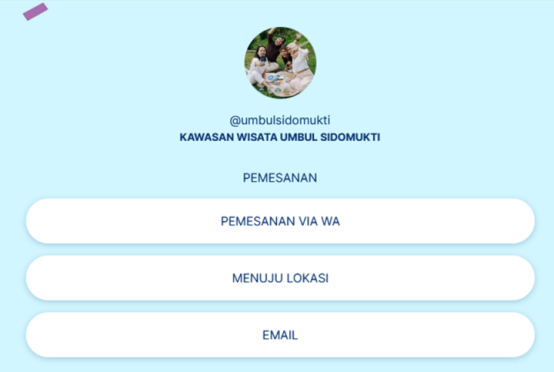 @umbulsidomukti
KAWASAN WISATA UMBUL SIDOMUKTI
PEMESANAN
PEMESANAN VIA WA
MENUJU LOKASI
EMAIL